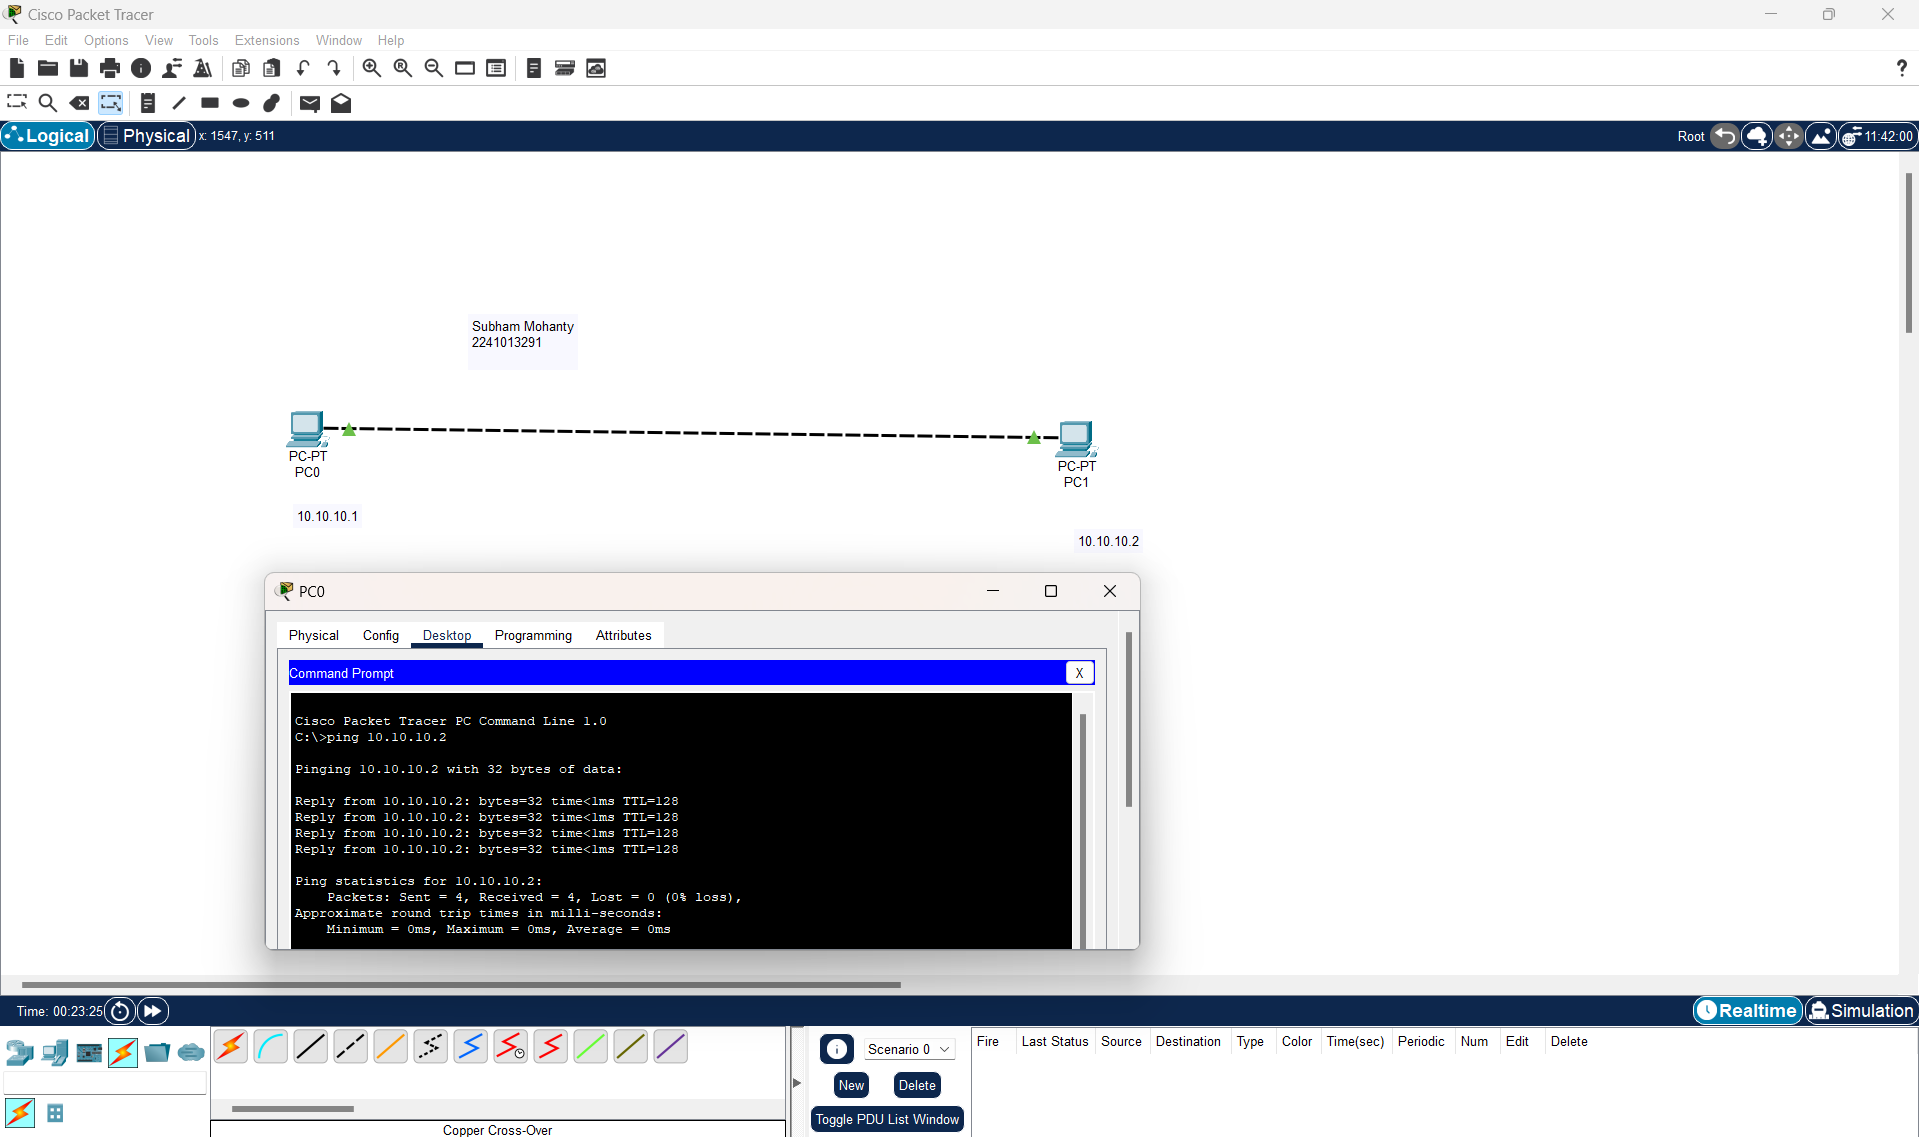 Cisco Packet Tracer
File Edit Options View Tools Extensions Window Help
?
Logical Physical x: 1547, y: 511 Root 11:42:00
Subham Mohanty
2241013291
PC-PT
PC0
PC-PT
PC1
10.10.10.1
10.10.10.2
PC0
Physical Config Desktop Programming Attributes
Command Prompt X
Cisco Packet Tracer PC Command Line 1.0
C:\>ping 10.10.10.2
Pinging 10.10.10.2 with 32 bytes of data:
Reply from 10.10.10.2: bytes=32 time<1ms TTL=128
Reply from 10.10.10.2: bytes=32 time<1ms TTL=128
Reply from 10.10.10.2: bytes=32 time<1ms TTL=128
Reply from 10.10.10.2: bytes=32 time<1ms TTL=128
Ping statistics for 10.10.10.2:
Packets: Sent = 4, Received = 4, Lost = 0 (0% loss),
Approximate round trip times in milli-seconds:
Minimum = 0ms, Maximum = 0ms, Average = 0ms
Time: 00:23:25 Realtime Simulation
Scenario 0
New Delete
Toggle PDU List Window
Fire Last Status Source Destination Type Color Time(sec) Periodic Num Edit Delete
Copper Cross-Over